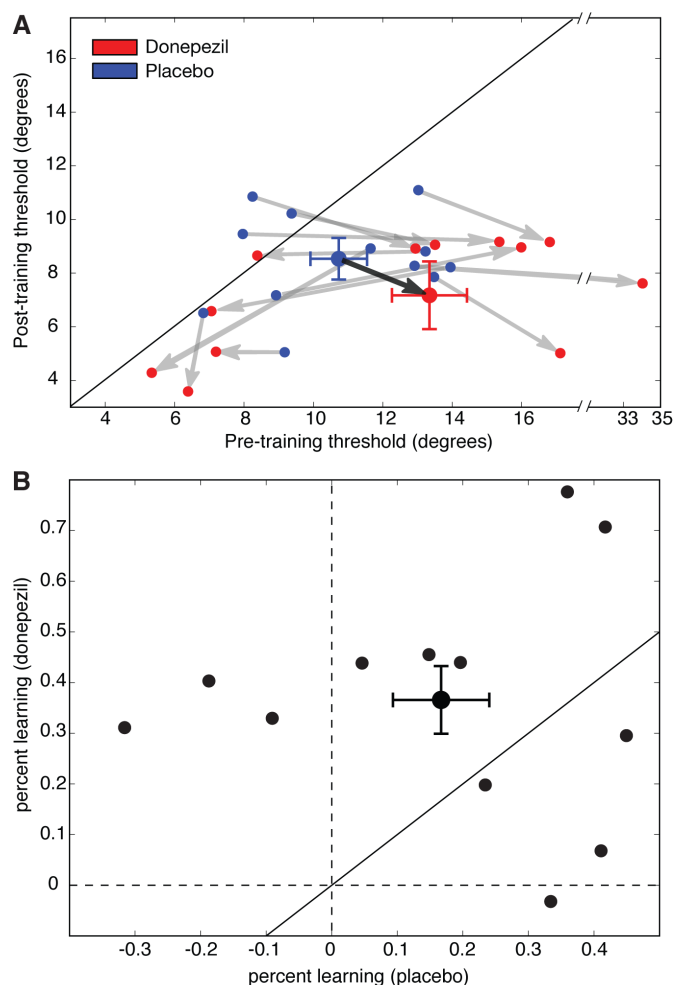 A
Donepezil
Placebo
Post-training threshold (degrees)
16
14
12
10
8
6
4
4 6 8 10 12 14 16 33 35
Pre-training threshold (degrees)
B
percent learning (donepezil)
0.7
0.6
0.5
0.4
0.3
0.2
0.1
0
-0.3 -0.2 -0.1 0 0.1 0.2 0.3 0.4
percent learning (placebo)